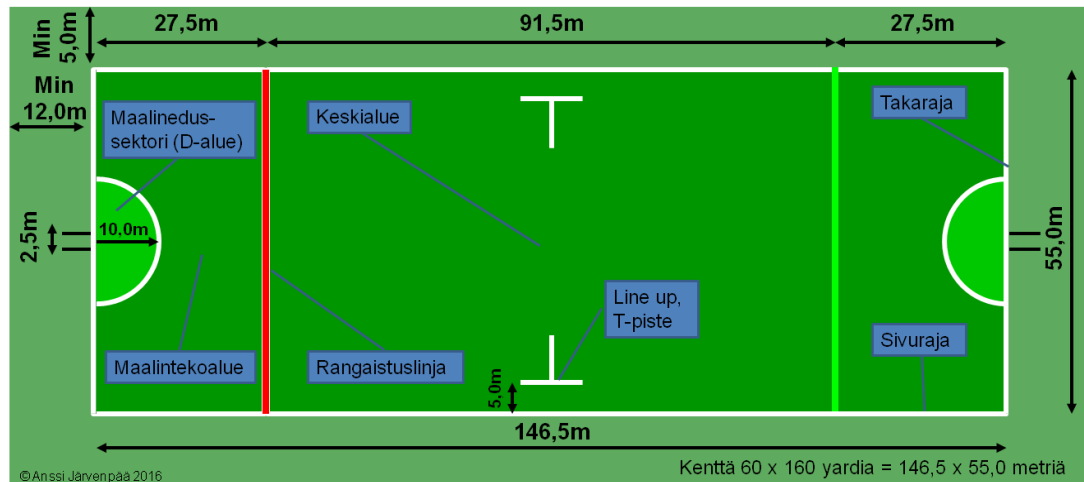 27,5m
91,5m
27,5m
Min
5,0m
Min
12,0m
Maalinedus-
sektori (D-alue)
Keskialue
Takaraja
10,0m
2,5m
55,0m
Line up,
T-piste
Maalintekoalue
Rangaistuslinja
Sivuraja
5,0m
146,5m
©Anssi Järvenpää 2016
Kenttä 60 x 160 yardia = 146,5 x 55,0 metriä